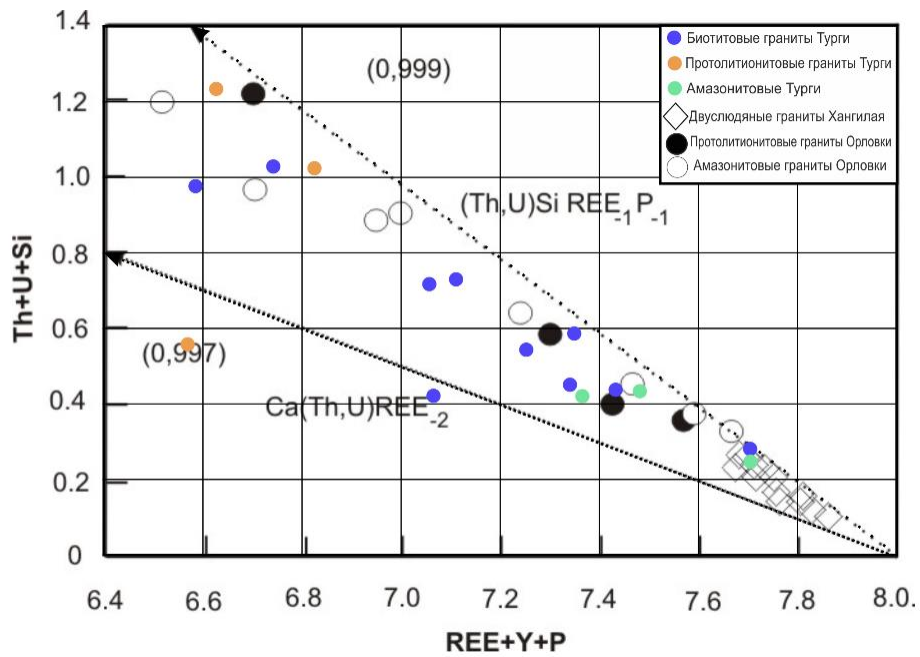 1.4
1.2
1.0
0.8
0.6
0.4
0.2
0
Th+U+Si
(0,999)
(Th,U)Si REE-1P-1
(0,997)
Ca(Th,U)REE-2
Биотитовые граниты Турги
Протолитионитовые граниты Турги
Амазонитовые Турги
Двуслюдяные граниты Хангилая
Протолитионитовые граниты Орловки
Амазонитовые граниты Орловки
6.4 6.6 6.8 7.0 7.2 7.4 7.6 7.8 8.0.
REE+Y+P